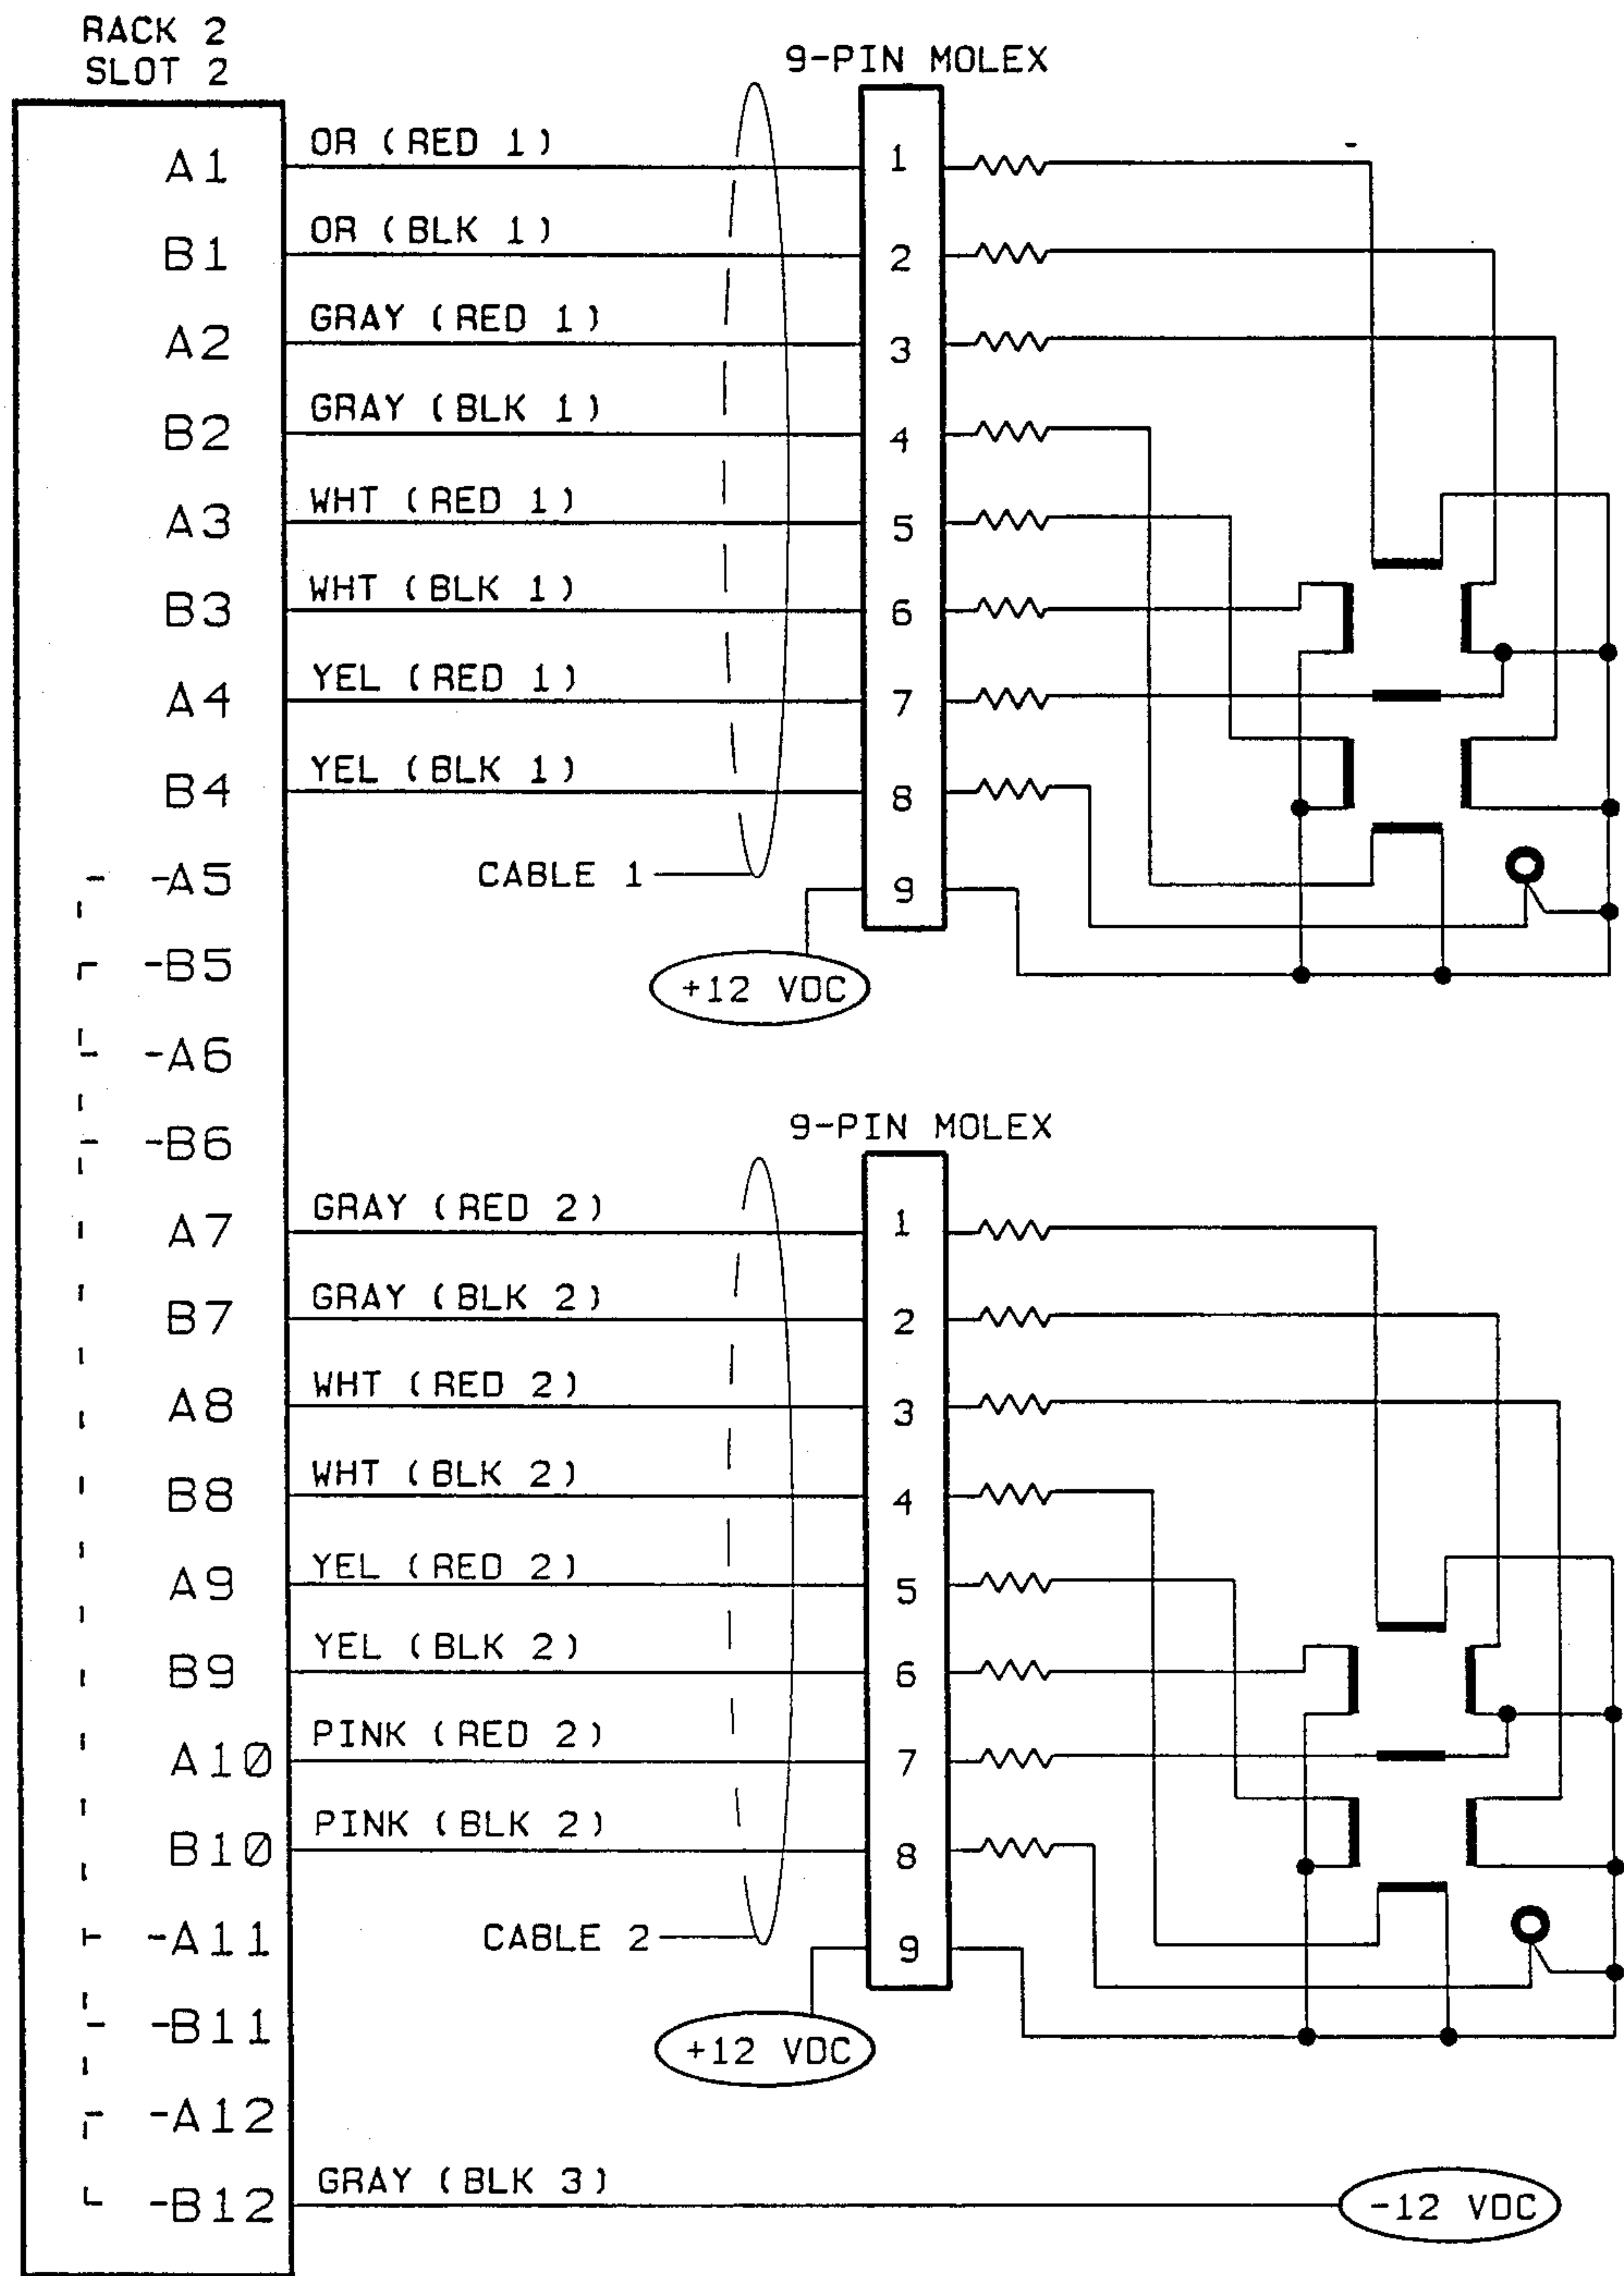 RACK 2
SLOT 2
9-PIN MOLEX
A1 OR (RED 1) 1
B1 OR (BLK 1) 2
A2 GRAY (RED 1) 3
B2 GRAY (BLK 1) 4
A3 WHT (RED 1) 5
B3 WHT (BLK 1) 6
A4 YEL (RED 1) 7
B4 YEL (BLK 1) 8
-A5 CABLE 1 9
-B5 +12 VDC
-A6
-B6 9-PIN MOLEX
A7 GRAY (RED 2) 1
B7 GRAY (BLK 2) 2
A8 WHT (RED 2) 3
B8 WHT (BLK 2) 4
A9 YEL (RED 2) 5
B9 YEL (BLK 2) 6
A10 PINK (RED 2) 7
B10 PINK (BLK 2) 8
-A11 CABLE 2 9
-B11 +12 VDC
-A12
-B12 GRAY (BLK 3) -12 VDC